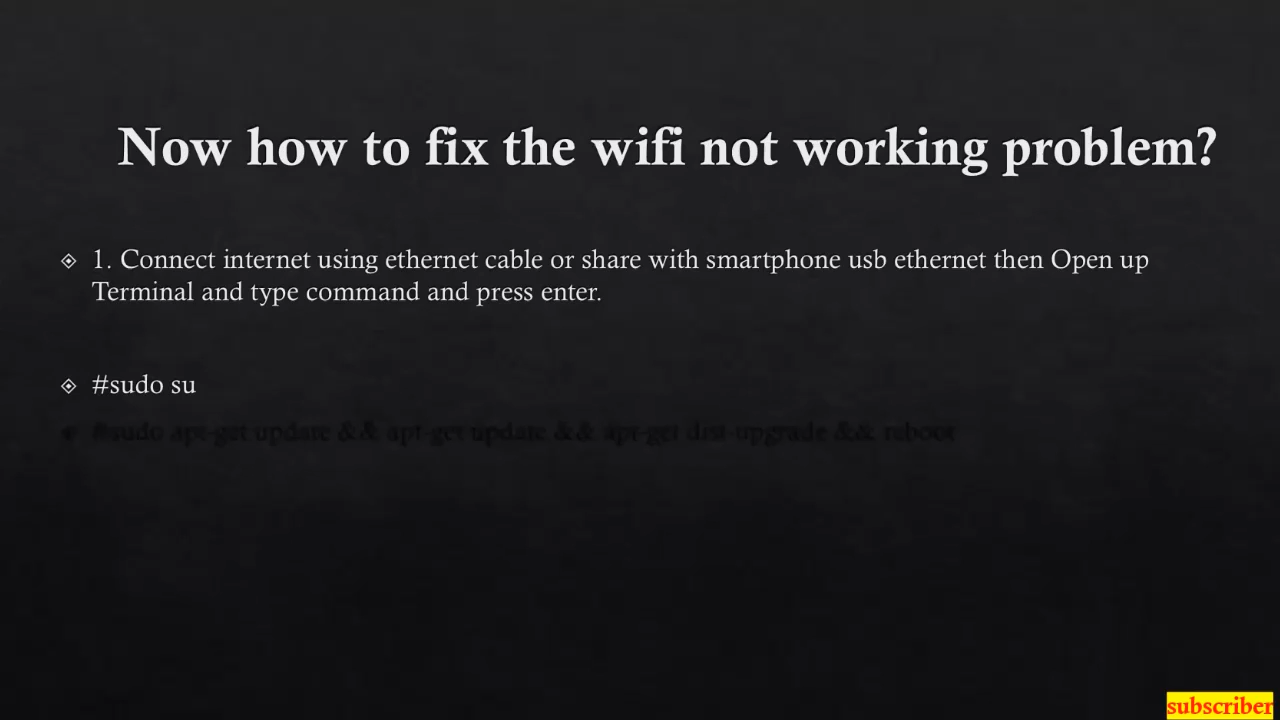 Now how to fix the wifi not working problem?
1. Connect internet using ethernet cable or share with smartphone usb ethernet then Open up
Terminal and type command and press enter.
#sudo su
#sudo apt-get update && apt-get update && apt-get dist-upgrade && reboot
subscriber